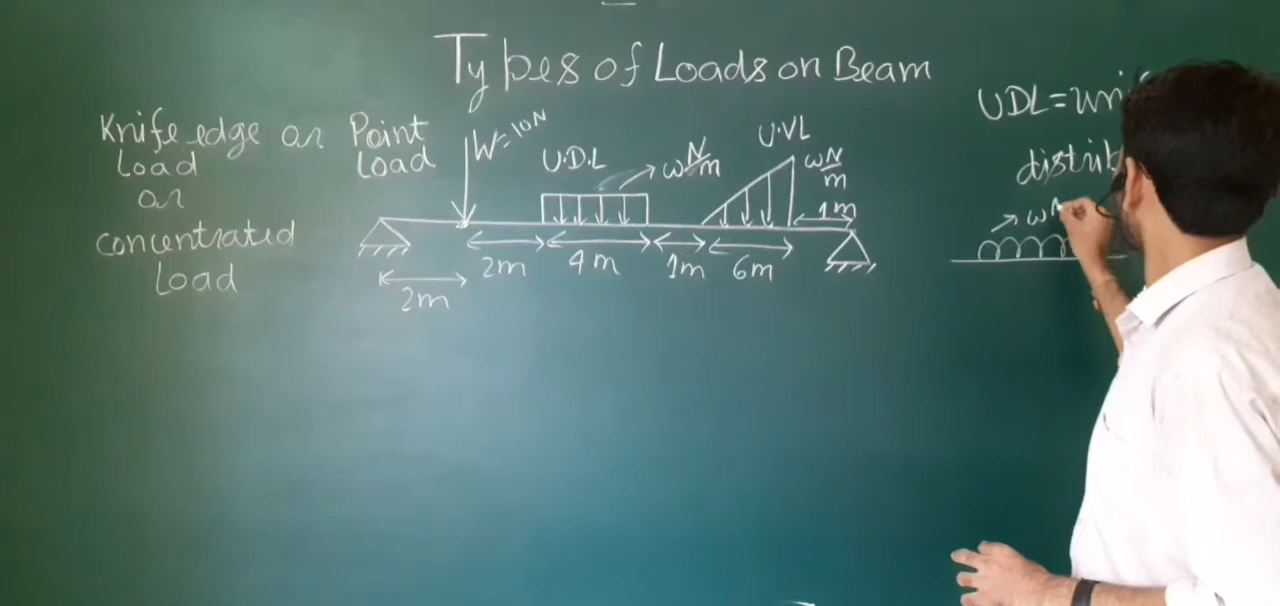 Types of Loads on Beam
Knife edge or Point
Load Load
or
concentrated
Load
W=10N
U.D.L
ω N/m
U.VL
ω N/m
1m
2m 4m 1m 6m
2m
UDL=